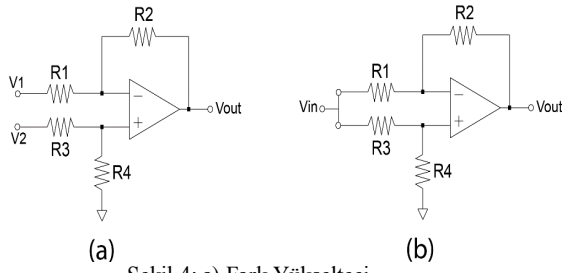 R2
V1
R1
V2
R3
R4
Vout
(a)
R2
R1
Vin
R3
R4
Vout
(b)
Şekil 4: a) Fark Yükselteci